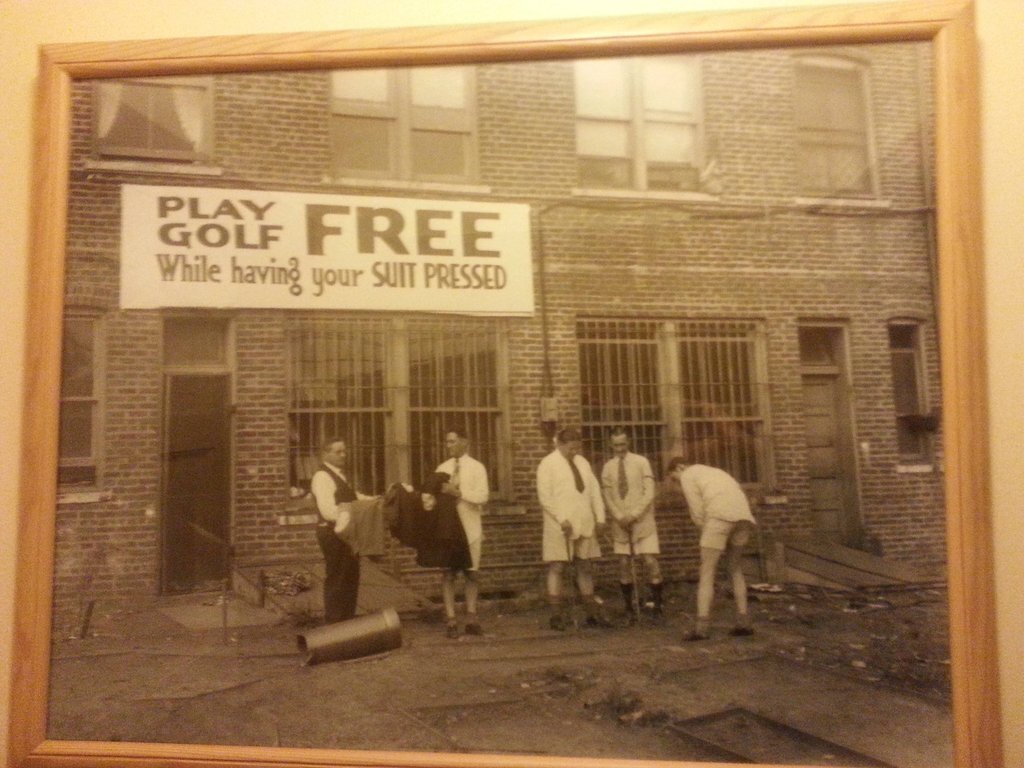 PLAY GOLF FREE
While having your SUIT PRESSED